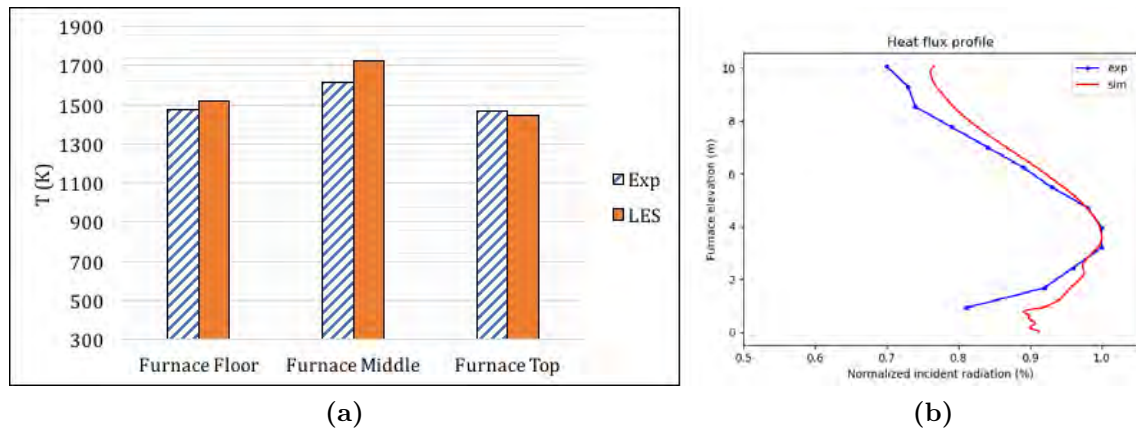 1900
1700
1500
1300
1100
900
700
500
300
T (K)
Furnace Floor Furnace Middle Furnace Top
Exp
LES
(a)
Heat flux profile
exp
sim
10
8
6
4
2
0
Furnace elevation (m)
0.5 0.6 0.7 0.8 0.9 1.0
Normalized incident radiation (%)
(b)